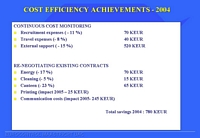 COST EFFICIENCY ACHIEVEMENTS - 2004
CONTINUOUS COST MONITORING
Recruitment expenses ( - 11 %) 70 KEUR
Travel expenses (- 8 %) 40 KEUR
External support ( - 15 %) 520 KEUR
RE-NEGOTIATING EXISTING CONTRACTS
Energy (- 17 %) 70 KEUR
Cleaning (- 5 %) 15 KEUR
Canteen (- 22 %) 65 KEUR
Printing (impact 2005 – 25 KEUR)
Communication costs (impact 2005- 245 KEUR)
Total savings 2004 : 780 KEUR